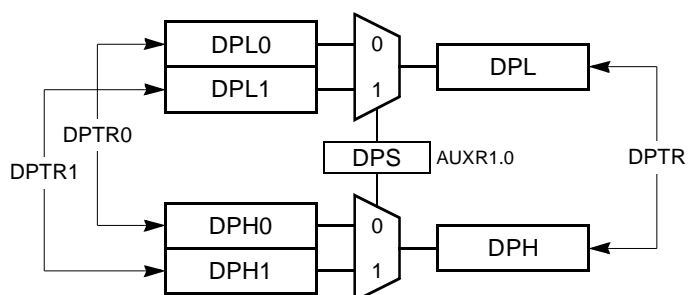 DPL0
0
DPL
DPL1
1
DPTR0
DPTR1
DPS
AUXR1.0
DPTR
DPH0
0
DPH
DPH1
1